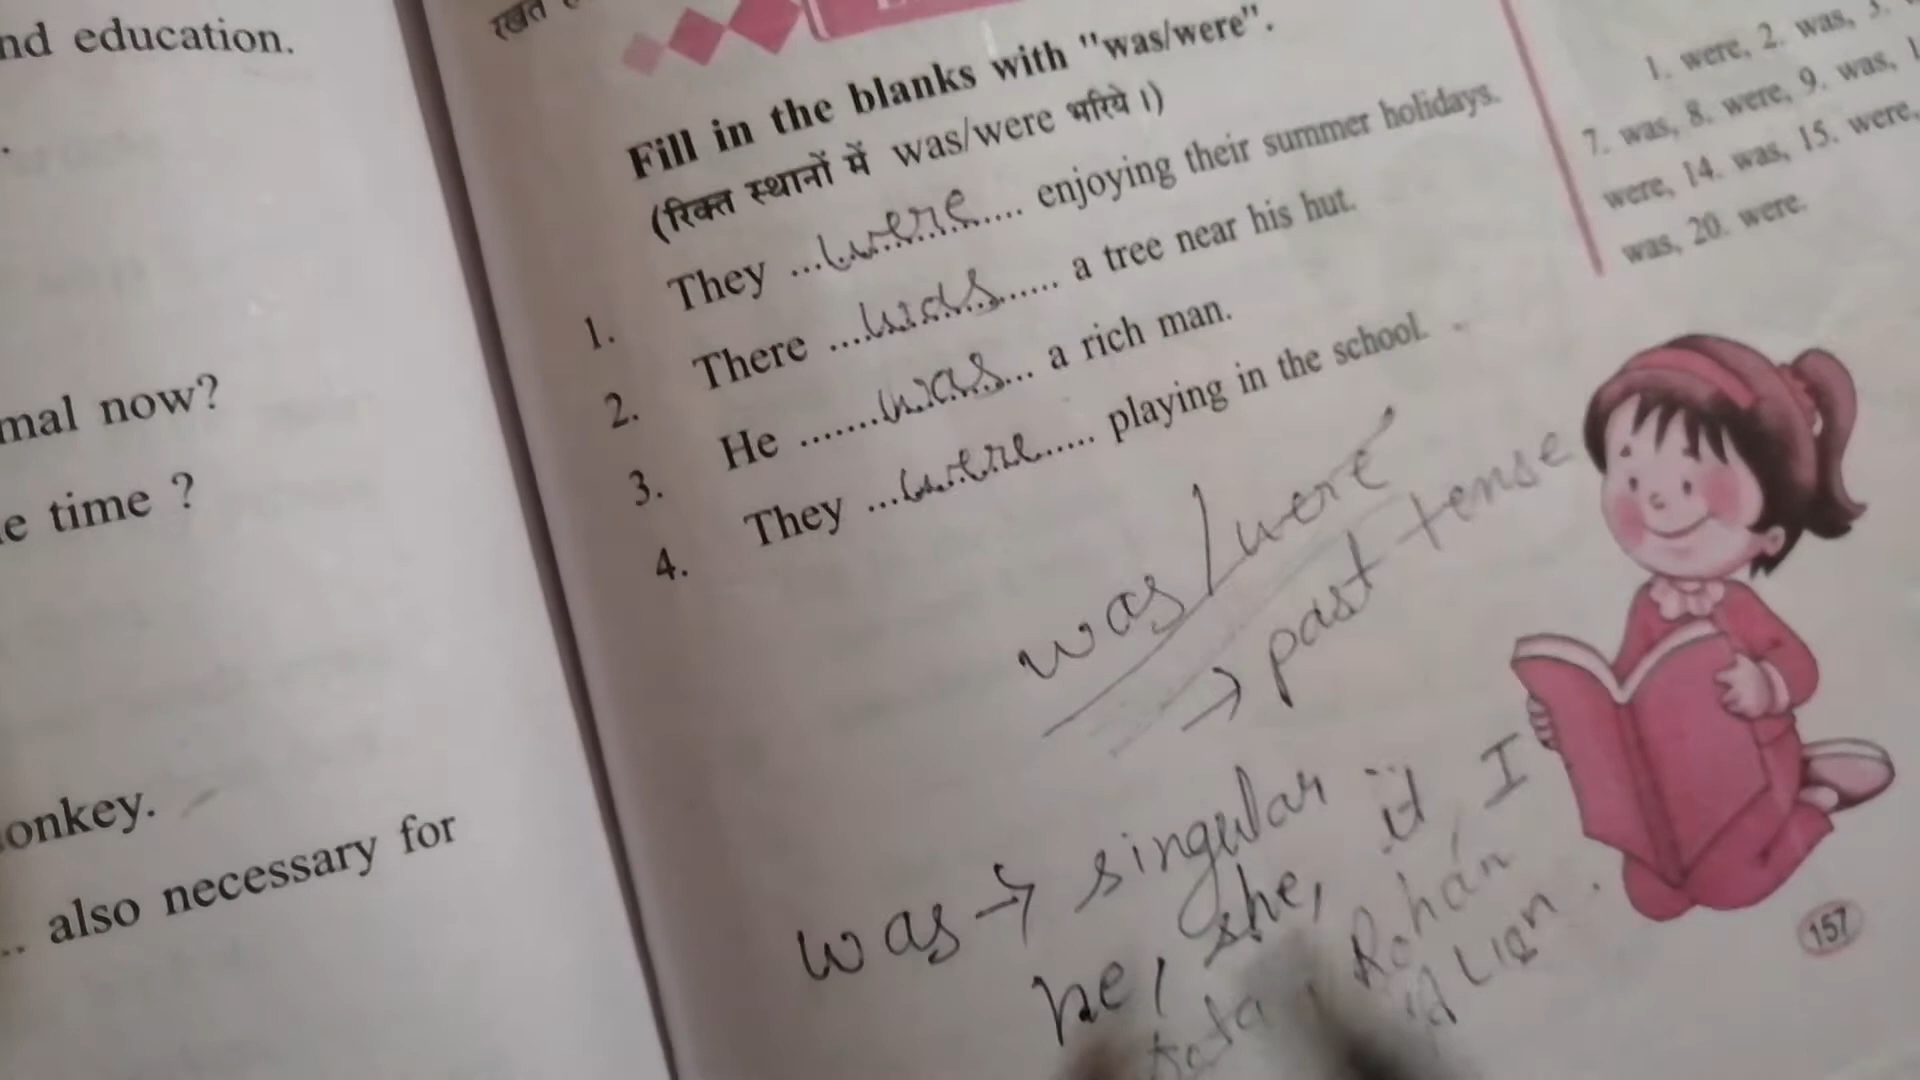 nd education.
mal now?
e time ?
onkey.
.. also necessary for
Fill in the blanks with "was/were".
(रिक्त स्थानों में was/were भरिये।)
1. They ...were... enjoying their summer holidays.
2. There ....was...... a tree near his hut.
3. He .......was... a rich man.
4. They ...were..... playing in the school.
was/were
→ past tense
was → singular
he, she, it, I
Rohan
A Lion.
1. were, 2. was, 3.
7. was, 8. were, 9. was, 1
were, 14. was, 15. were,
was, 20. were.
157